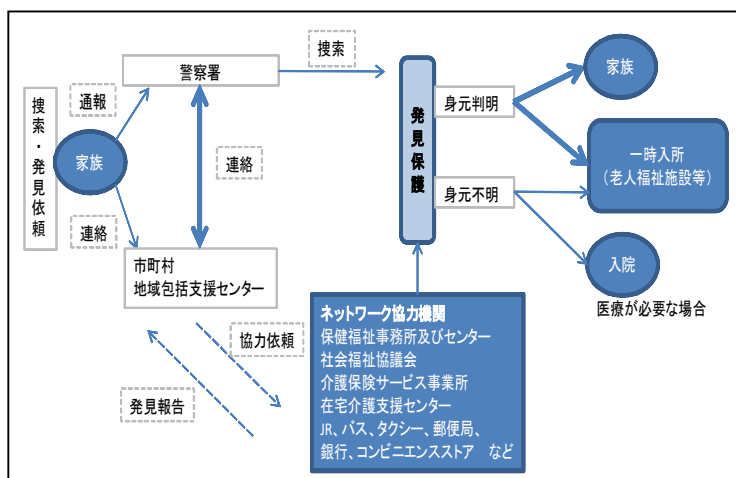 捜索
警察署
家族
通報
捜索・発見依頼
家族
発見保護
身元判明
連絡
一時入所
（老人福祉施設等）
身元不明
連絡
市町村
地域包括支援センター
入院
医療が必要な場合
ネットワーク協力機関
保健福祉事務所及びセンター
社会福祉協議会
介護保険サービス事業所
在宅介護支援センター
JR、バス、タクシー、郵便局、
銀行、コンビニエンスストア　など
協力依頼
発見報告